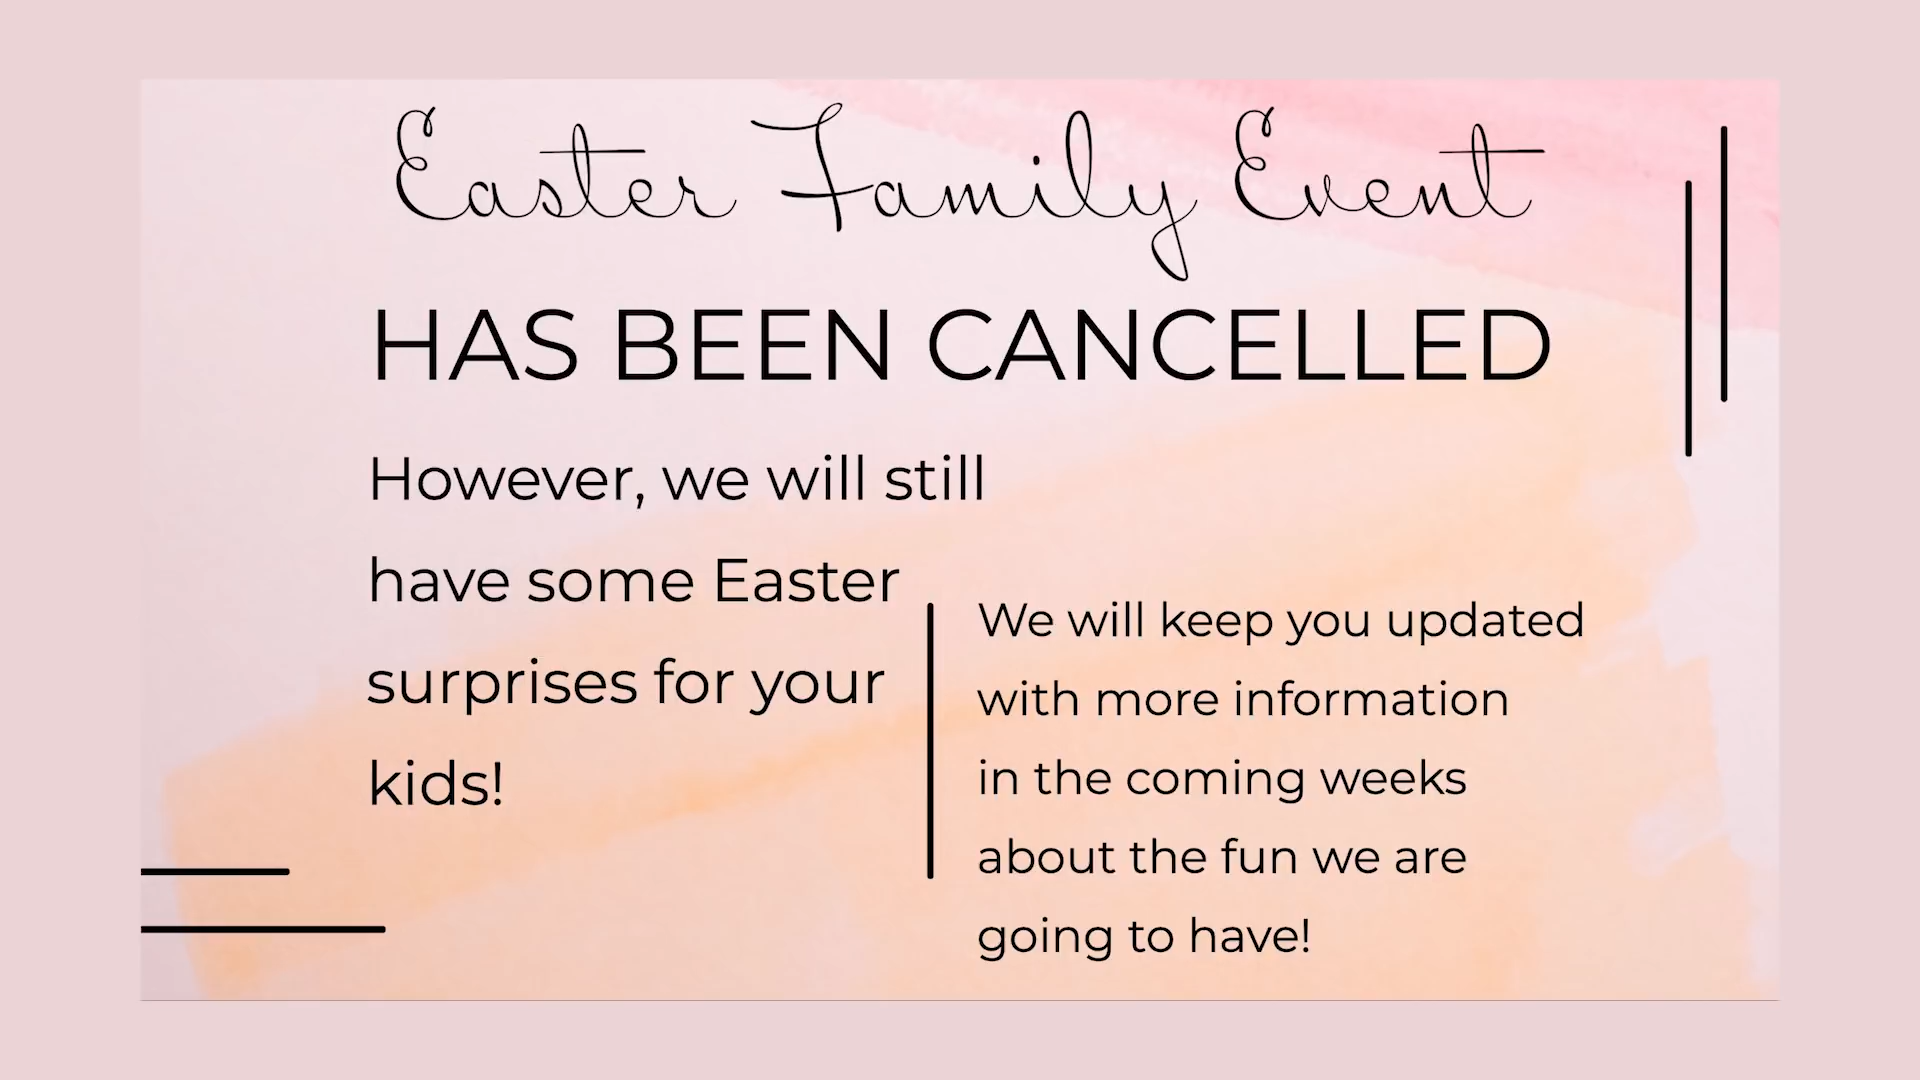 Easter Family Event
HAS BEEN CANCELLED
However, we will still
have some Easter
surprises for your
kids!
We will keep you updated
with more information
in the coming weeks
about the fun we are
going to have!